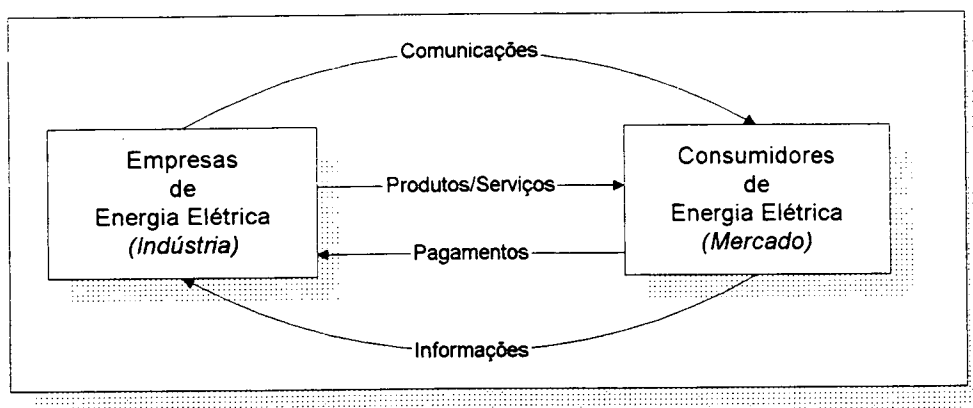 Comunicações
Empresas
de
Energia Elétrica
(Indústria)
Produtos/Serviços
Pagamentos
Consumidores
de
Energia Elétrica
(Mercado)
Informações